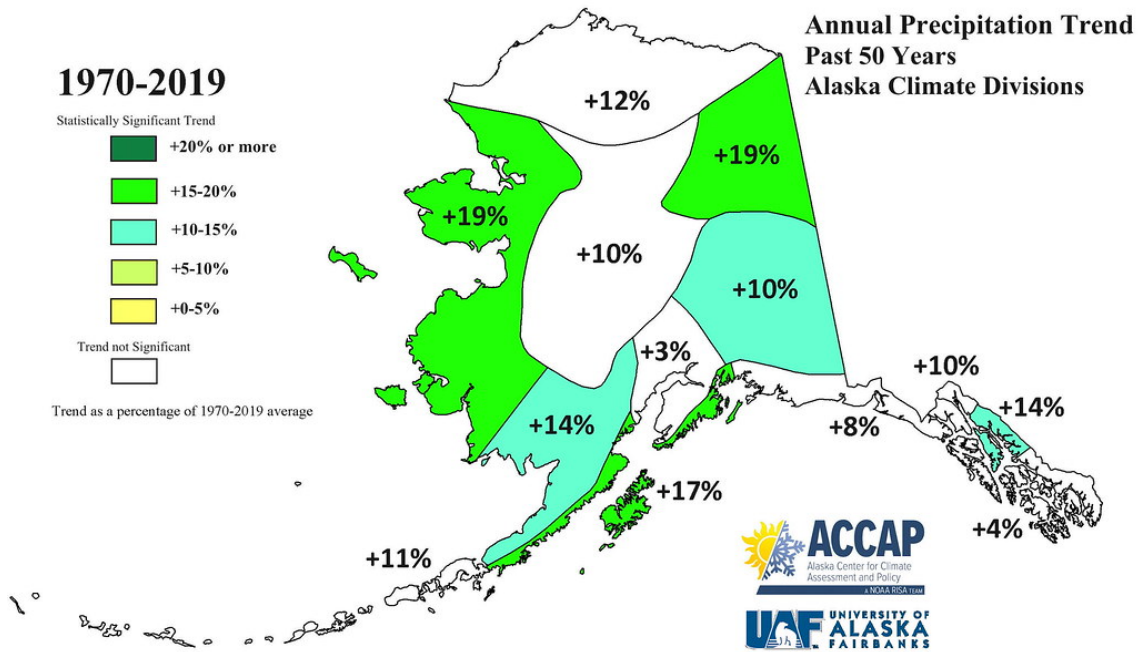 Annual Precipitation Trend
Past 50 Years
Alaska Climate Divisions
1970-2019
Statistically Significant Trend
+20% or more
+15-20%
+10-15%
+5-10%
+0-5%
Trend not Significant
Trend as a percentage of 1970-2019 average
+12%
+19%
+19%
+10%
+10%
+3%
+10%
+14%
+14%
+8%
+17%
+4%
+11%
ACCAP
Alaska Center for Climate
Assessment and Policy
A NOAA RISA TEAM
UAF
UNIVERSITY OF
ALASKA
FAIRBANKS